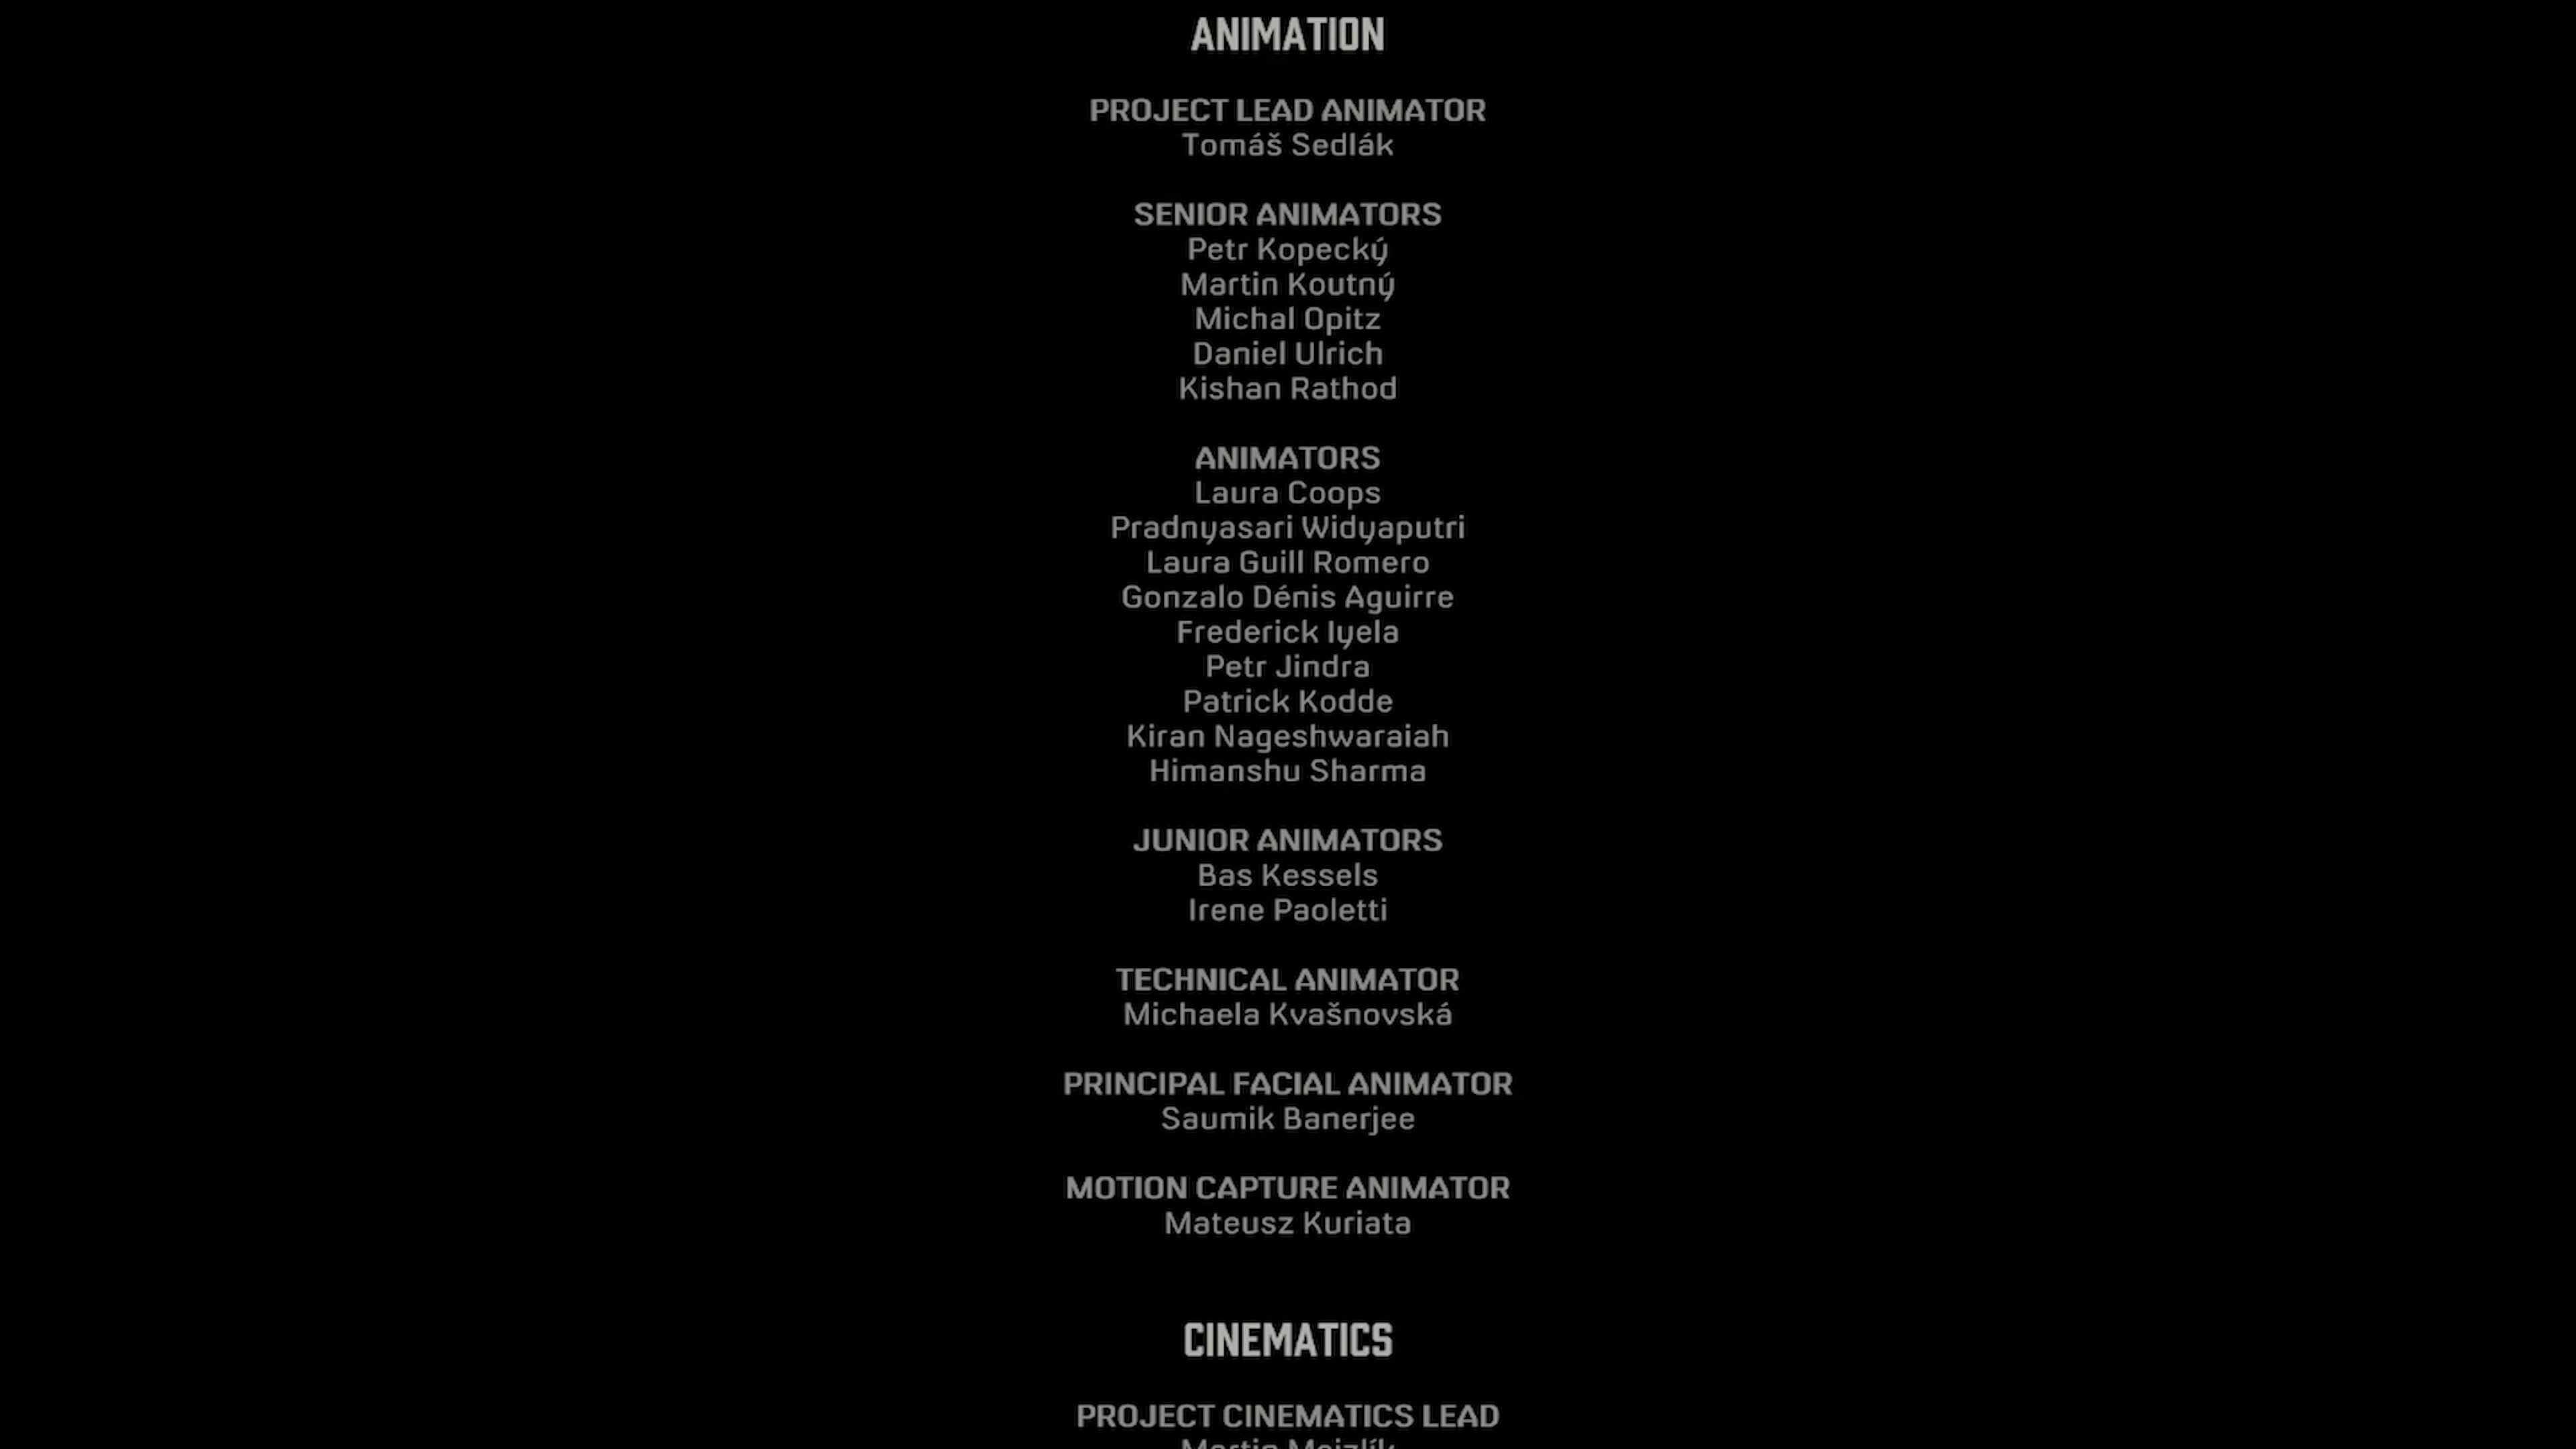 ANIMATION
PROJECT LEAD ANIMATOR
Tomáš Sedlák
SENIOR ANIMATORS
Petr Kopecký
Martin Koutný
Michal Opitz
Daniel Ulrich
Kishan Rathod
ANIMATORS
Laura Coops
Pradnyasari Widyaputri
Laura Guill Romero
Gonzalo Dénis Aguirre
Frederick Iyela
Petr Jindra
Patrick Kodde
Kiran Nageshwaraiah
Himanshu Sharma
JUNIOR ANIMATORS
Bas Kessels
Irene Paoletti
TECHNICAL ANIMATOR
Michaela Kvašnovská
PRINCIPAL FACIAL ANIMATOR
Saumik Banerjee
MOTION CAPTURE ANIMATOR
Mateusz Kuriata
CINEMATICS
PROJECT CINEMATICS LEAD
Martin